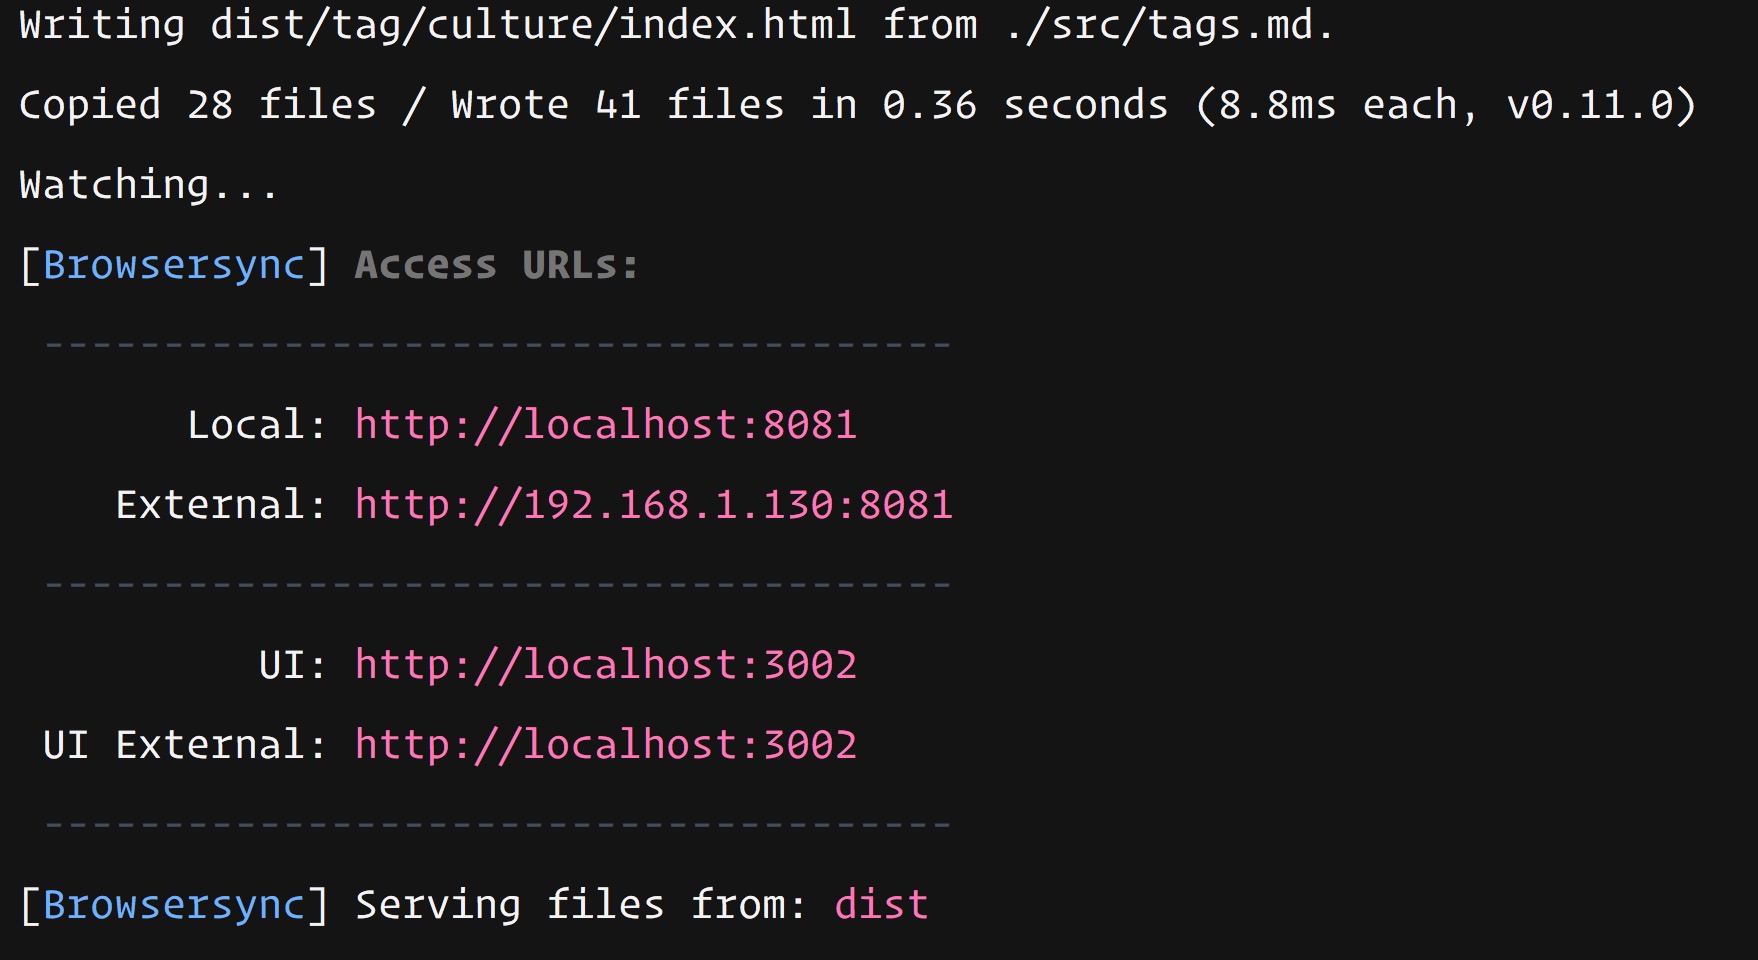 Writing dist/tag/culture/index.html from ./src/tags.md.
Copied 28 files / Wrote 41 files in 0.36 seconds (8.8ms each, v0.11.0)
Watching...
[Browsersync] Access URLs:
--------------------------------------
Local: http://localhost:8081
External: http://192.168.1.130:8081
--------------------------------------
UI: http://localhost:3002
UI External: http://localhost:3002
--------------------------------------
[Browsersync] Serving files from: dist